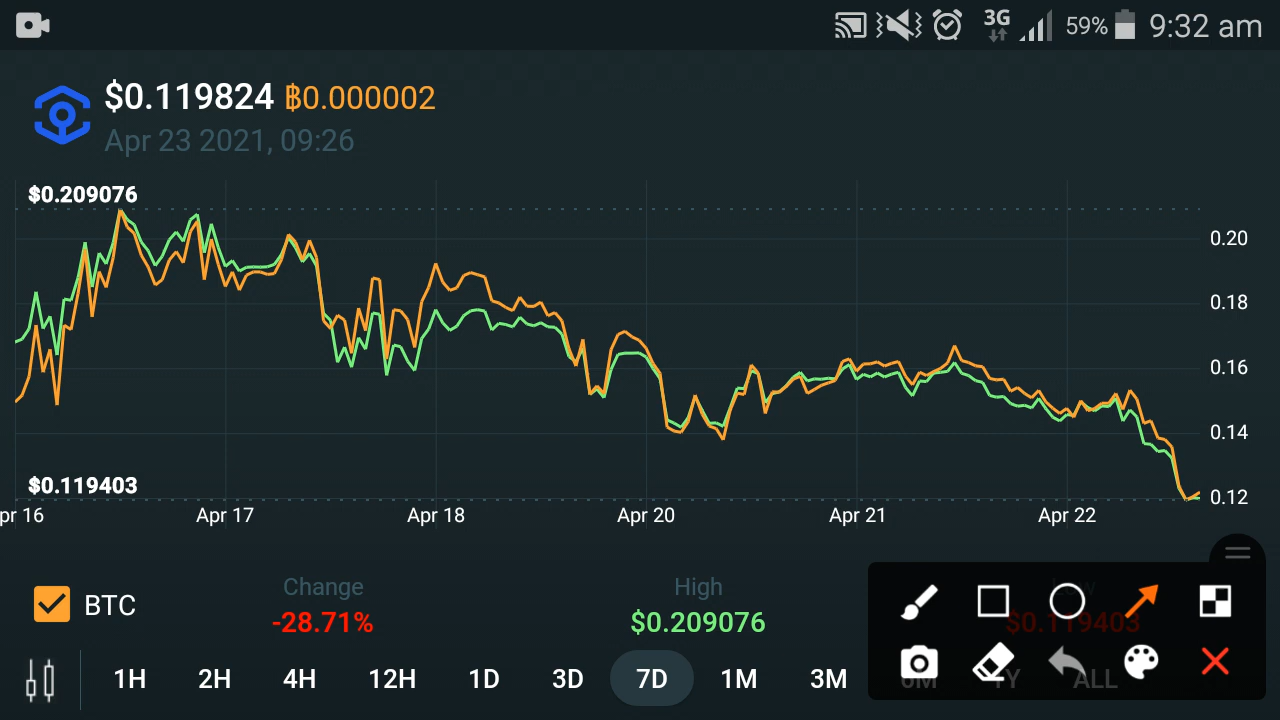 3G 59% 9:32 am
$0.119824 ฿0.000002
Apr 23 2021, 09:26
$0.209076
0.20
0.18
0.16
0.14
$0.119403
0.12
pr 16 Apr 17 Apr 18 Apr 20 Apr 21 Apr 22
BTC
Change
-28.71%
High
$0.209076
$0.119403
1H 2H 4H 12H 1D 3D 7D 1M 3M 6M 1Y ALL